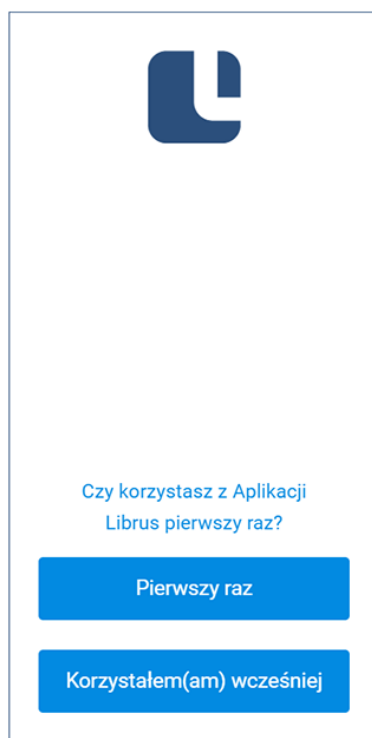 Czy korzystasz z Aplikacji
Librus pierwszy raz?
Pierwszy raz
Korzystałem(am) wcześniej